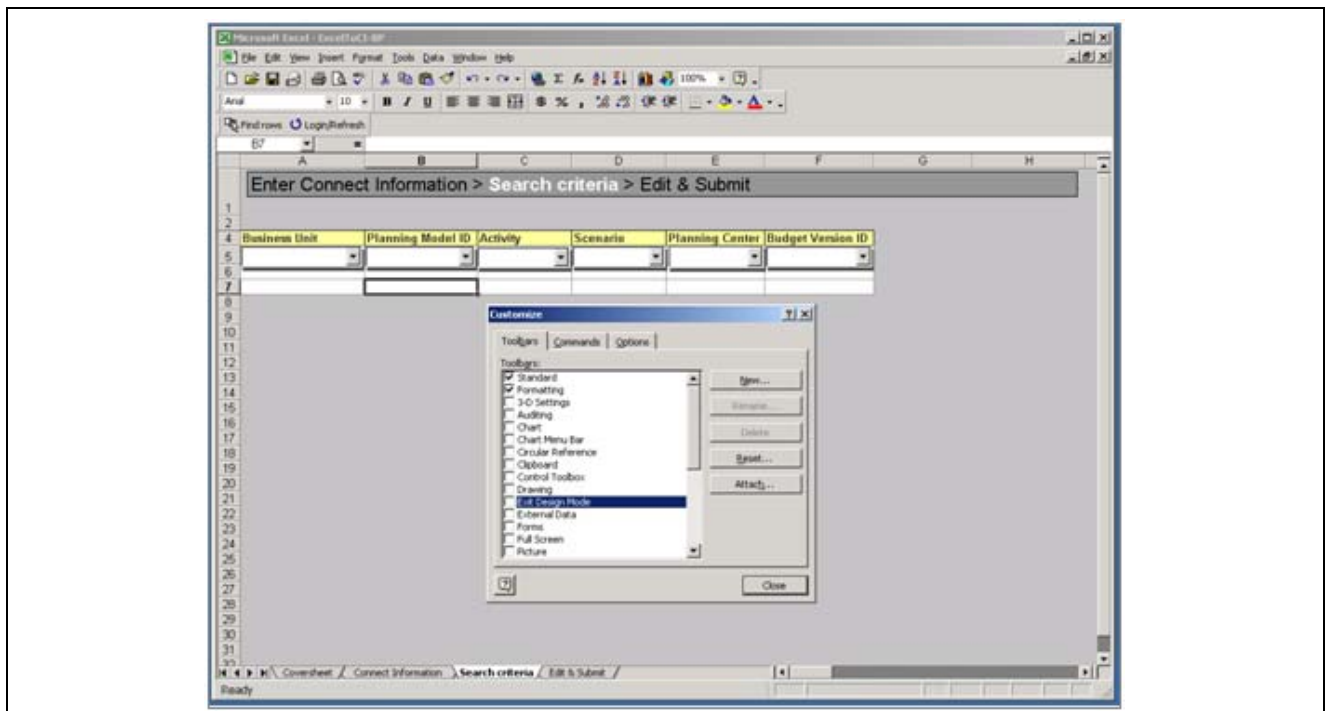 Microsoft Excel - ExcelToCI-BP
File Edit View Insert Format Tools Data Window Help
100%
Arial 10 B I U $ % ,
Find rows Login/Refresh
B7 =
A B C D E F G H
Enter Connect Information > Search criteria > Edit & Submit
1
2
4 Business Unit Planning Model ID Activity Scenario Planning Center Budget Version ID
5
6
7
8
9
10
11
12
13
14
15
16
17
18
19
20
21
22
23
24
25
26
27
28
29
30
31
32
Customize
Toolbars Commands Options
Toolbars:
Standard
Formatting
3-D Settings
Auditing
Chart
Chart Menu Bar
Circular Reference
Clipboard
Control Toolbox
Drawing
Exit Design Mode
External Data
Forms
Full Screen
Picture
New...
Rename...
Delete
Reset...
Attach...
Close
Coversheet Connect Information Search criteria Edit & Submit
Ready